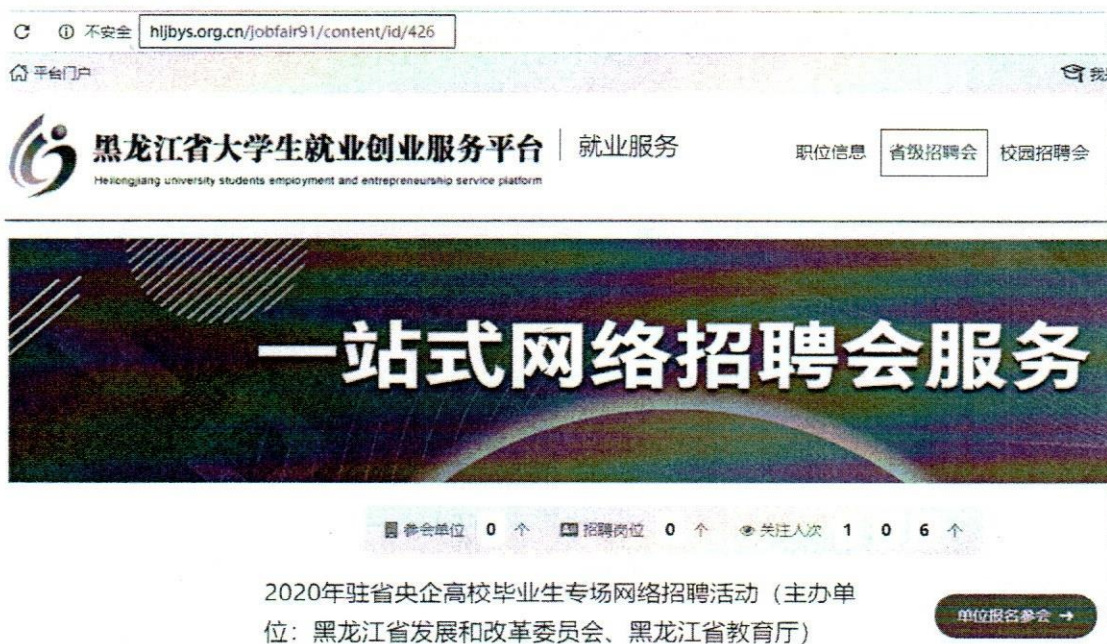 不安全 hljbys.org.cn/jobfair91/content/id/426
平台门户
黑龙江省大学生就业创业服务平台 就业服务 职位信息 省级招聘会 校园招聘会
Heilongjiang university students employment and entrepreneurship service platform
一站式网络招聘会服务
参会单位 0 个 招聘岗位 0 个 关注人次 1 0 6 个
2020年驻省央企高校毕业生专场网络招聘活动（主办单
位：黑龙江省发展和改革委员会、黑龙江省教育厅）
单位报名参会 →